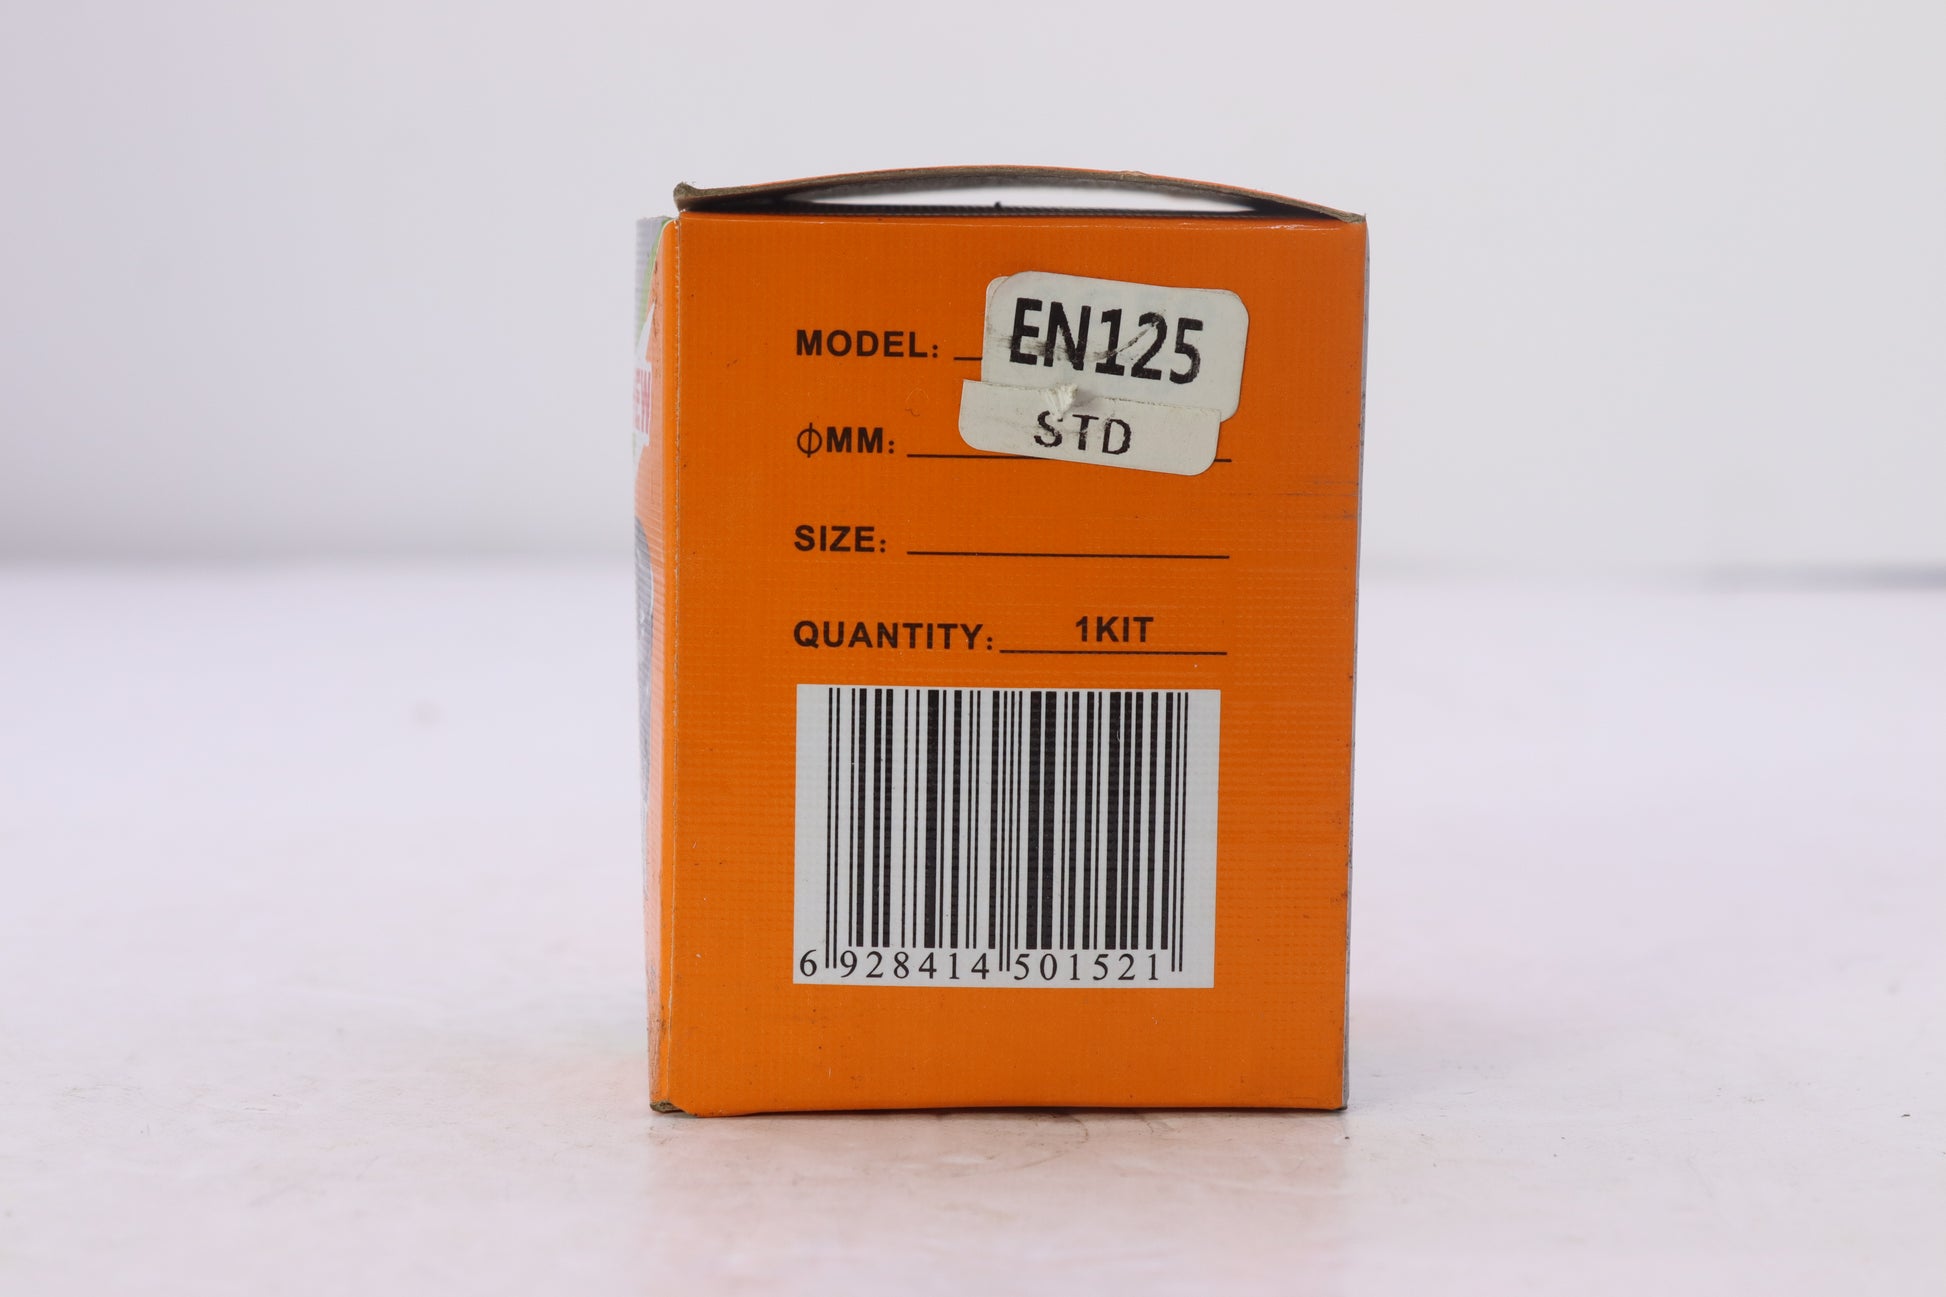 MODEL: EN125
ΦMM: STD
SIZE:
QUANTITY: 1KIT
6 928414 501521